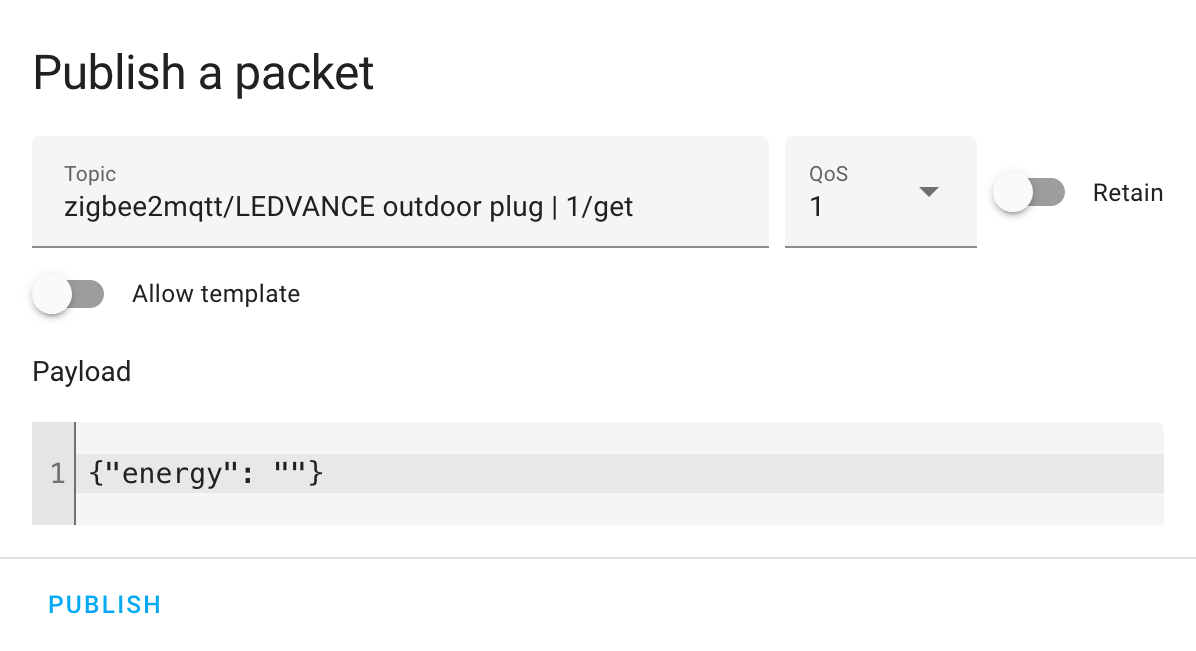 Publish a packet
Topic
zigbee2mqtt/LEDVANCE outdoor plug | 1/get
QoS
1
Retain
Allow template
Payload
1
{"energy": ""}
PUBLISH